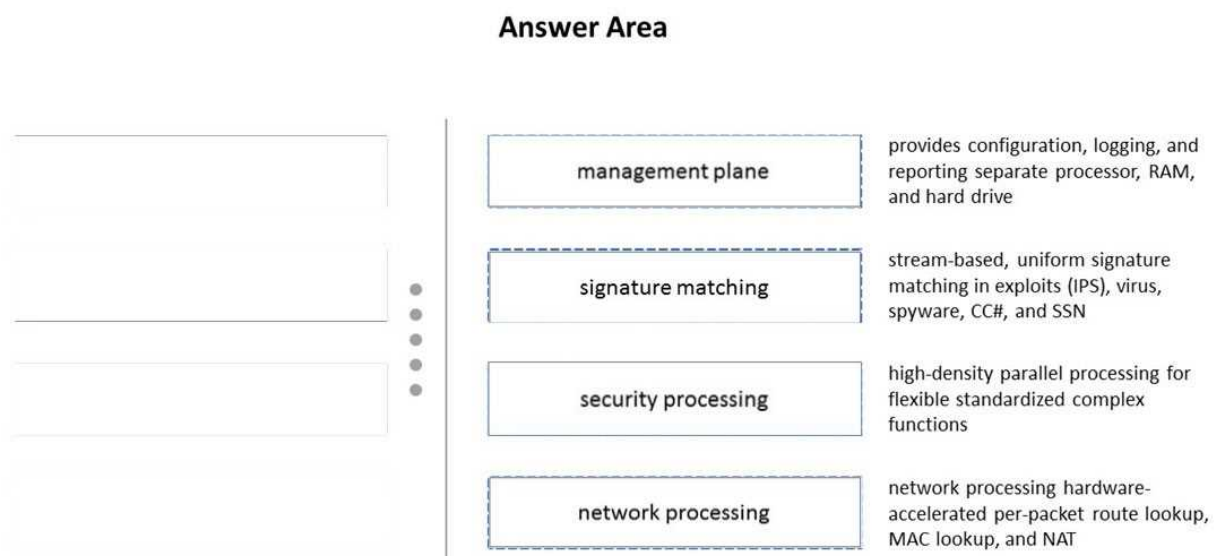 Answer Area
management plane
provides configuration, logging, and
reporting separate processor, RAM,
and hard drive
signature matching
stream-based, uniform signature
matching in exploits (IPS), virus,
spyware, CC#, and SSN
security processing
high-density parallel processing for
flexible standardized complex
functions
network processing
network processing hardware-
accelerated per-packet route lookup,
MAC lookup, and NAT